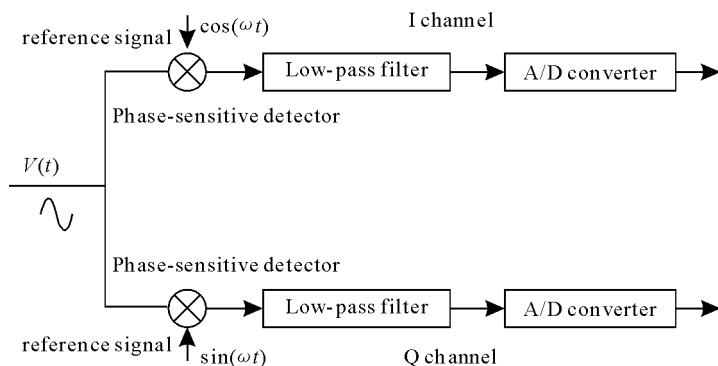 reference signal
cos(ωt)
I channel
Low-pass filter
A/D converter
Phase-sensitive detector
V(t)
Phase-sensitive detector
Low-pass filter
A/D converter
reference signal
sin(ωt)
Q channel